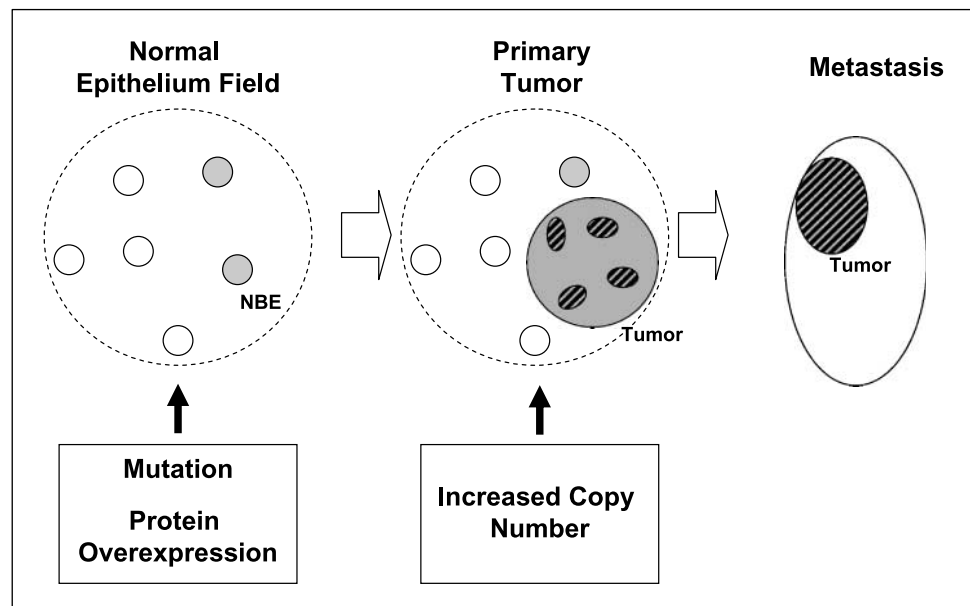 Normal
Epithelium Field
Primary
Tumor
Metastasis
NBE
Tumor
Tumor
Mutation
Protein
Overexpression
Increased Copy
Number